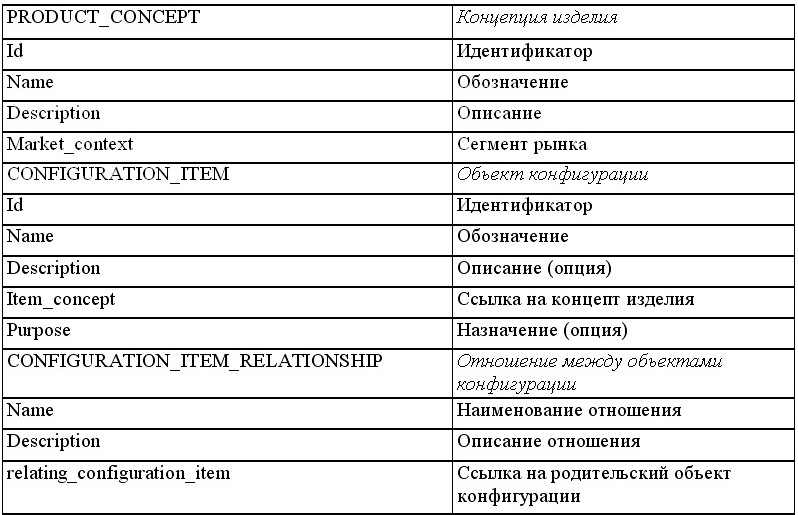 PRODUCT_CONCEPT Концепция изделия
Id Идентификатор
Name Обозначение
Description Описание
Market_context Сегмент рынка
CONFIGURATION_ITEM Объект конфигурации
Id Идентификатор
Name Обозначение
Description Описание (опция)
Item_concept Ссылка на концепт изделия
Purpose Назначение (опция)
CONFIGURATION_ITEM_RELATIONSHIP Отношение между объектами
конфигурации
Name Наименование отношения
Description Описание отношения
relating_configuration_item Ссылка на родительский объект
конфигурации